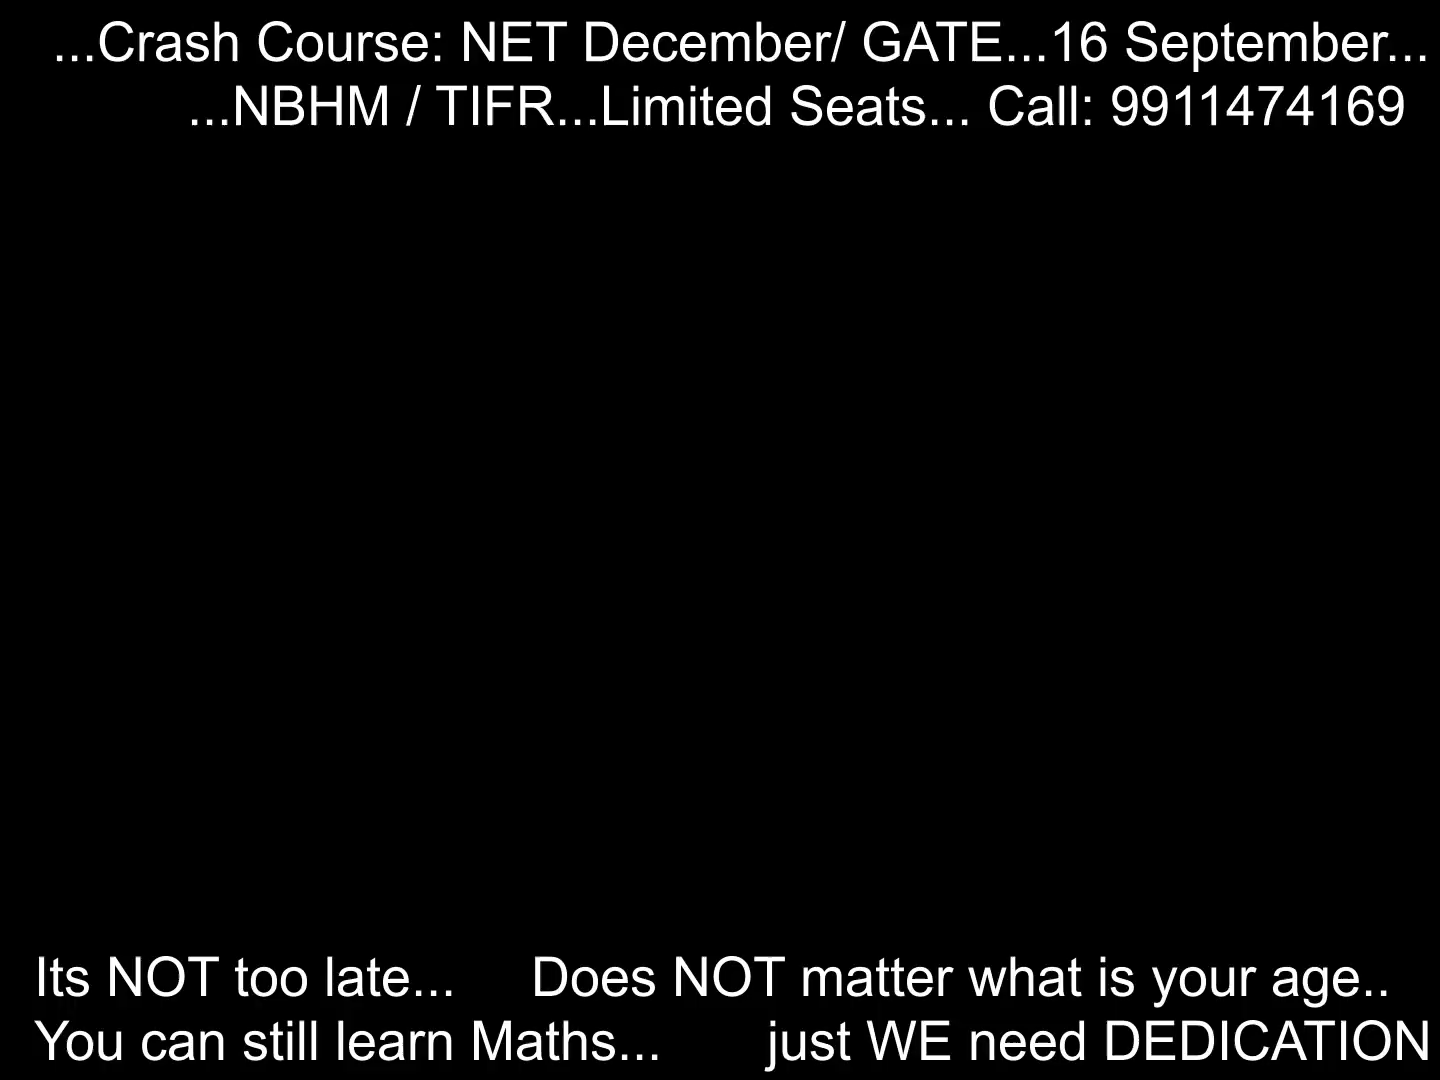 ...Crash Course: NET December/ GATE...16 September...
...NBHM / TIFR...Limited Seats... Call: 9911474169
Its NOT too late... Does NOT matter what is your age..
You can still learn Maths... just WE need DEDICATION